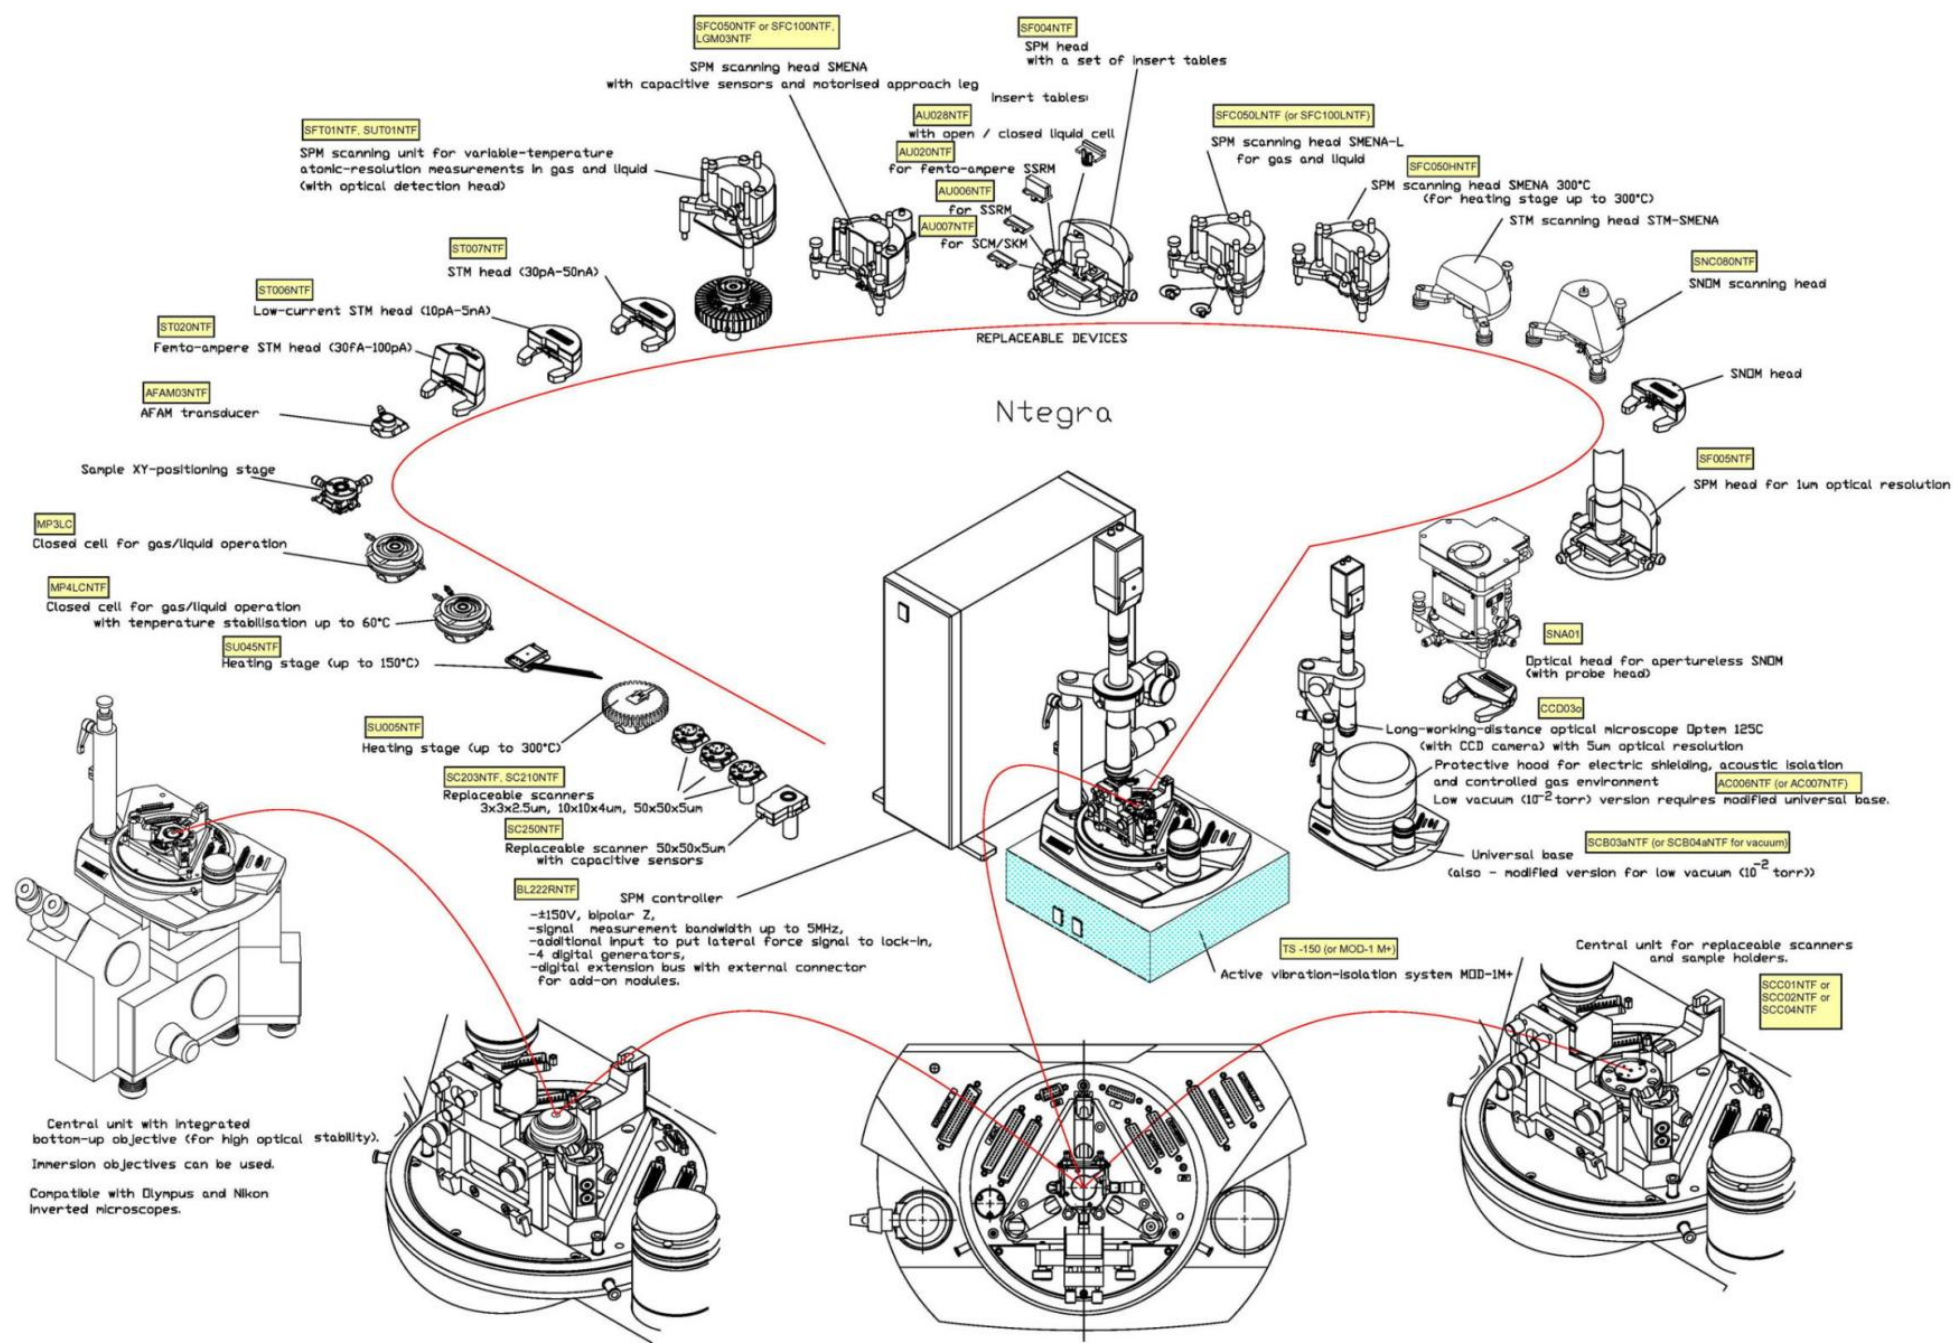 SFC050NTF or SFC100NTF,
LGM03NTF
SPM scanning head SMENA
with capacitive sensors and motorised approach leg
SF004NTF
SPM head
with a set of insert tables
Insert tables:
AU028NTF
with open / closed liquid cell
AU020NTF
for femto-ampere SSRM
AU006NTF
for SSRM
AU007NTF
for SCM/SKM
SFC050LNTF (or SFC100LNTF)
SPM scanning head SMENA-L
for gas and liquid
SFC050HNTF
SPM scanning head SMENA 300°C
(for heating stage up to 300°C)
STM scanning head STM-SMENA
SNC080NTF
SNOM scanning head
SNOM head
SF005NTF
SPM head for 1um optical resolution
SFT01NTF, SUT01NTF
SPM scanning unit for variable-temperature
atomic-resolution measurements in gas and liquid
(with optical detection head)
ST007NTF
STM head (30pA-50nA)
ST006NTF
Low-current STM head (10pA-5nA)
ST020NTF
Femto-ampere STM head (30fA-100pA)
AFAM03NTF
AFAM transducer
Sample XY-positioning stage
MP3LC
Closed cell for gas/liquid operation
MP4LCNTF
Closed cell for gas/liquid operation
with temperature stabilisation up to 60°C
SU045NTF
Heating stage (up to 150°C)
SU005NTF
Heating stage (up to 300°C)
SC203NTF, SC210NTF
Replaceable scanners
3x3x2.5um, 10x10x4um, 50x50x5um
SC250NTF
Replaceable scanner 50x50x5um
with capacitive sensors
REPLACEABLE DEVICES
Ntegra
SNA01
Optical head for apertureless SNOM
(with probe head)
CCD03o
Long-working-distance optical microscope Optem 125C
(with CCD camera) with 5um optical resolution
Protective hood for electric shielding, acoustic isolation
and controlled gas environment
AC006NTF (or AC007NTF)
Low vacuum (10⁻² torr) version requires modified universal base.
SCB03aNTF (or SCB04aNTF for vacuum)
Universal base
(also - modified version for low vacuum (10⁻² torr))
BL222RNTF
SPM controller
-±150V, bipolar Z,
-signal measurement bandwidth up to 5MHz,
-additional input to put lateral force signal to lock-in,
-4 digital generators,
-digital extension bus with external connector
for add-on modules.
TS -150 (or MOD-1 M+)
Active vibration-isolation system MOD-1M+
Central unit for replaceable scanners
and sample holders.
SCC01NTF or
SCC02NTF or
SCC04NTF
Central unit with integrated
bottom-up objective (for high optical stability).
Immersion objectives can be used.
Compatible with Olympus and Nikon
inverted microscopes.